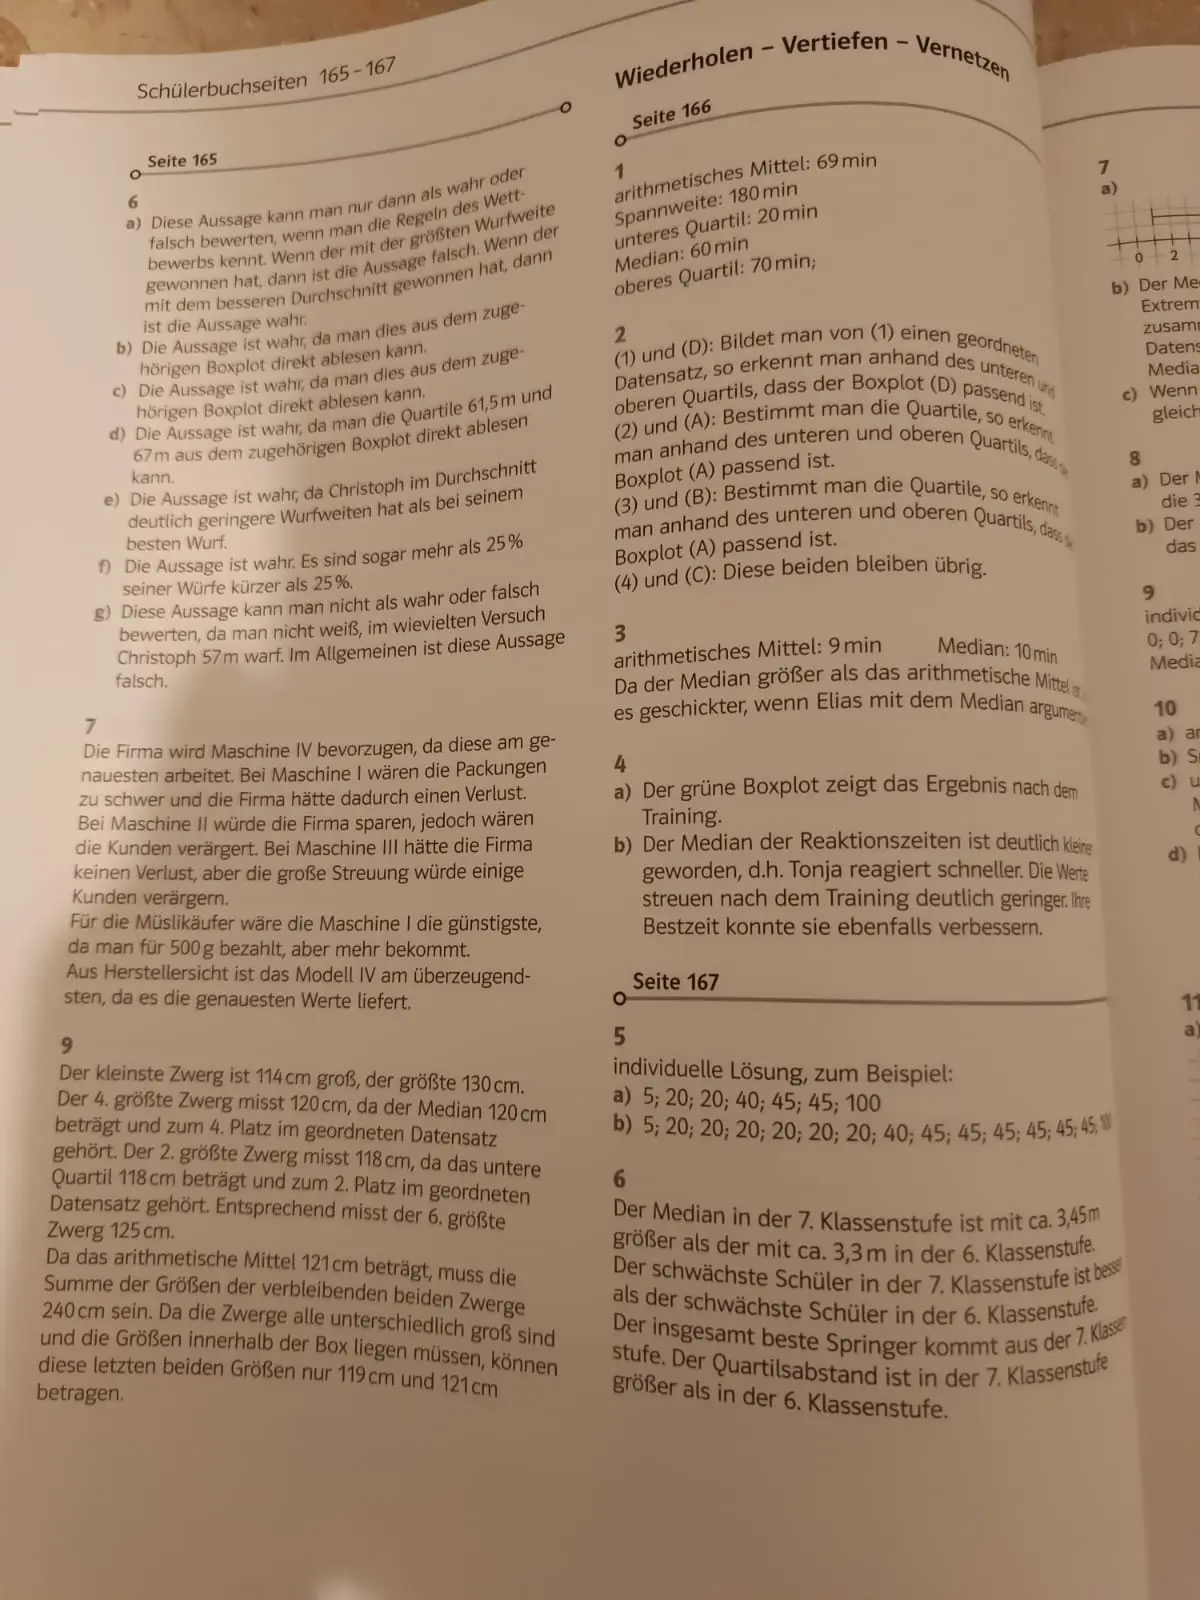 Schülerbuchseiten 165–167
Seite 165
6
a) Diese Aussage kann man nur dann als wahr oder
falsch bewerten, wenn man die Regeln des Wett-
bewerbs kennt. Wenn der mit der größten Wurfweite
gewonnen hat, dann ist die Aussage falsch. Wenn der
mit dem besseren Durchschnitt gewonnen hat, dann
ist die Aussage wahr.
b) Die Aussage ist wahr, da man dies aus dem zuge-
hörigen Boxplot direkt ablesen kann.
c) Die Aussage ist wahr, da man dies aus dem zuge-
hörigen Boxplot direkt ablesen kann.
d) Die Aussage ist wahr, da man die Quartile 61,5 m und
67 m aus dem zugehörigen Boxplot direkt ablesen
kann.
e) Die Aussage ist wahr, da Christoph im Durchschnitt
deutlich geringere Wurfweiten hat als bei seinem
besten Wurf.
f) Die Aussage ist wahr. Es sind sogar mehr als 25 %
seiner Würfe kürzer als 25 %.
g) Diese Aussage kann man nicht als wahr oder falsch
bewerten, da man nicht weiß, im wievielten Versuch
Christoph 57 m warf. Im Allgemeinen ist diese Aussage
falsch.
7
Die Firma wird Maschine IV bevorzugen, da diese am ge-
nauesten arbeitet. Bei Maschine I wären die Packungen
zu schwer und die Firma hätte dadurch einen Verlust.
Bei Maschine II würde die Firma sparen, jedoch wären
die Kunden verärgert. Bei Maschine III hätte die Firma
keinen Verlust, aber die große Streuung würde einige
Kunden verärgern.
Für die Müslikäufer wäre die Maschine I die günstigste,
da man für 500 g bezahlt, aber mehr bekommt.
Aus Herstellersicht ist das Modell IV am überzeugend-
sten, da es die genauesten Werte liefert.
9
Der kleinste Zwerg ist 114 cm groß, der größte 130 cm.
Der 4. größte Zwerg misst 120 cm, da der Median 120 cm
beträgt und zum 4. Platz im geordneten Datensatz
gehört. Der 2. größte Zwerg misst 118 cm, da das untere
Quartil 118 cm beträgt und zum 2. Platz im geordneten
Datensatz gehört. Entsprechend misst der 6. größte
Zwerg 125 cm.
Da das arithmetische Mittel 121 cm beträgt, muss die
Summe der Größen der verbleibenden beiden Zwerge
240 cm sein. Da die Zwerge alle unterschiedlich groß sind
und die Größen innerhalb der Box liegen müssen, können
diese letzten beiden Größen nur 119 cm und 121 cm
betragen.
Wiederholen – Vertiefen – Vernetzen
Seite 166
1
arithmetisches Mittel: 69 min
Spannweite: 180 min
unteres Quartil: 20 min
Median: 60 min
oberes Quartil: 70 min;
2
(1) und (D): Bildet man von (1) einen geordneten
Datensatz, so erkennt man anhand des unteren und
oberen Quartils, dass der Boxplot (D) passend ist.
(2) und (A): Bestimmt man die Quartile, so erkennt
man anhand des unteren und oberen Quartils, dass
Boxplot (A) passend ist.
(3) und (B): Bestimmt man die Quartile, so erkennt
man anhand des unteren und oberen Quartils, dass
Boxplot (A) passend ist.
(4) und (C): Diese beiden bleiben übrig.
3
arithmetisches Mittel: 9 min Median: 10 min
Da der Median größer als das arithmetische Mittel ist,
es geschickter, wenn Elias mit dem Median
4
a) Der grüne Boxplot zeigt das Ergebnis nach dem
Training.
b) Der Median der Reaktionszeiten ist deutlich kleine
geworden, d.h. Tonja reagiert schneller. Die Werte
streuen nach dem Training deutlich geringer. Ihre
Bestzeit konnte sie ebenfalls verbessern.
Seite 167
5
individuelle Lösung, zum Beispiel:
a) 5; 20; 20; 40; 45; 45; 100
b) 5; 20; 20; 20; 20; 20; 20; 40; 45; 45; 45; 45; 45; 45; 100
6
Der Median in der 7. Klassenstufe ist mit ca. 3,45 m
größer als der mit ca. 3,3 m in der 6. Klassenstufe.
Der schwächste Schüler in der 7. Klassenstufe ist besser
als der schwächste Schüler in der 6. Klassenstufe.
Der insgesamt beste Springer kommt aus der 7. Klassen
stufe. Der Quartilsabstand ist in der 7. Klassenstufe
größer als in der 6. Klassenstufe.
7
a)
0 2
b) Der Me
Extrem
zusam
Datens
Media
c) Wenn
gleich
8
a) Der
die 3
b) Der
das
9
individ
0; 0; 7
Media
10
a) ar
b) S
c) u
d)
11
a)